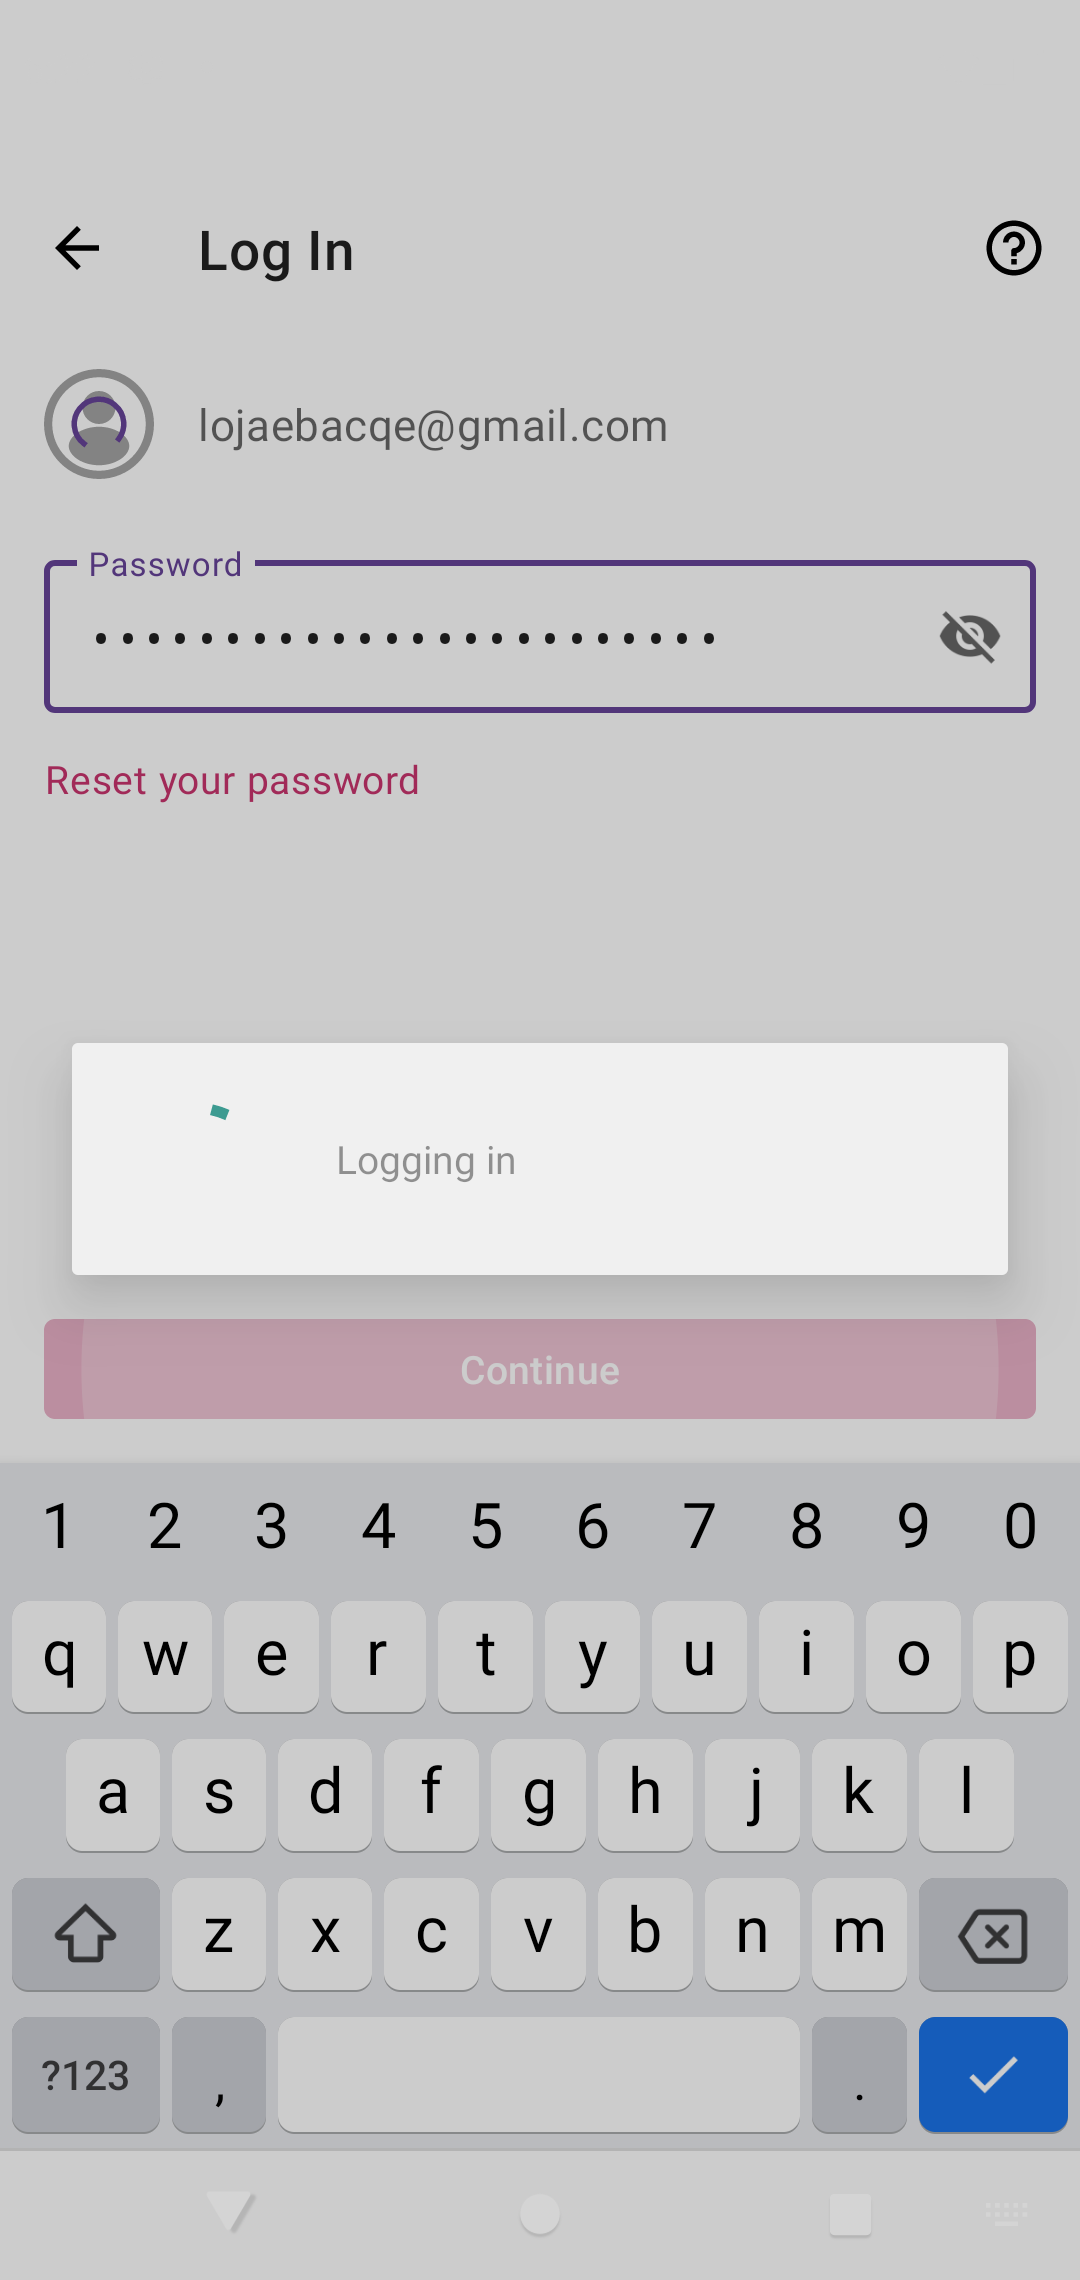 Log In
lojaebacqe@gmail.com
Password
••••••••••••••••••••••••
Reset your password
Logging in
Continue
1 2 3 4 5 6 7 8 9 0
q w e r t y u i o p
a s d f g h j k l
z x c v b n m
?123 , .